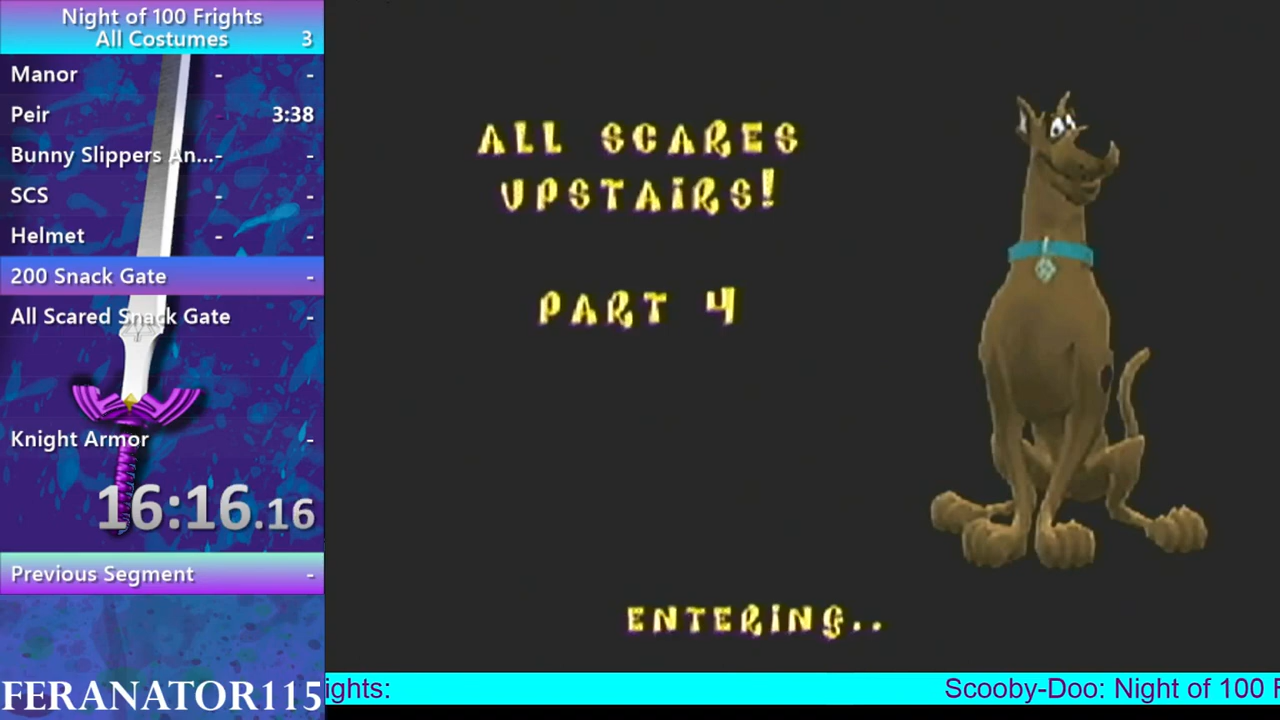 Night of 100 Frights
All Costumes 3
Manor - -
Peir - 3:38
Bunny Slippers An...- -
SCS - -
Helmet - -
200 Snack Gate -
All Scared Snack Gate -
Knight Armor -
16:16.16
Previous Segment -
FERANATOR115
ALL SCARES
UPSTAIRS!
PART 4
ENTERING..
ights: Scooby-Doo: Night of 100 F